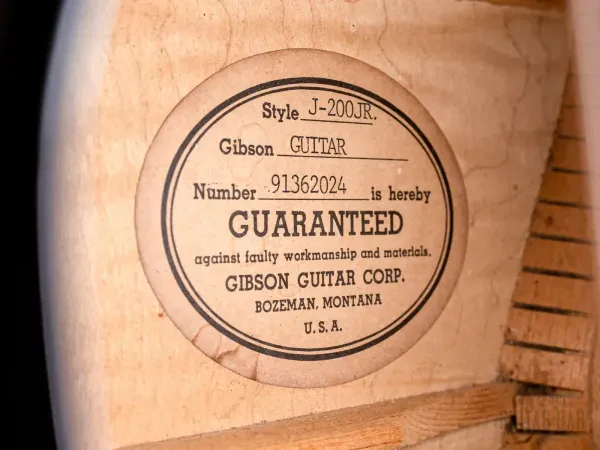 Style J-200JR.
Gibson GUITAR
Number 91362024 is hereby
GUARANTEED
against faulty workmanship and materials.
GIBSON GUITAR CORP.
BOZEMAN, MONTANA
U.S.A.